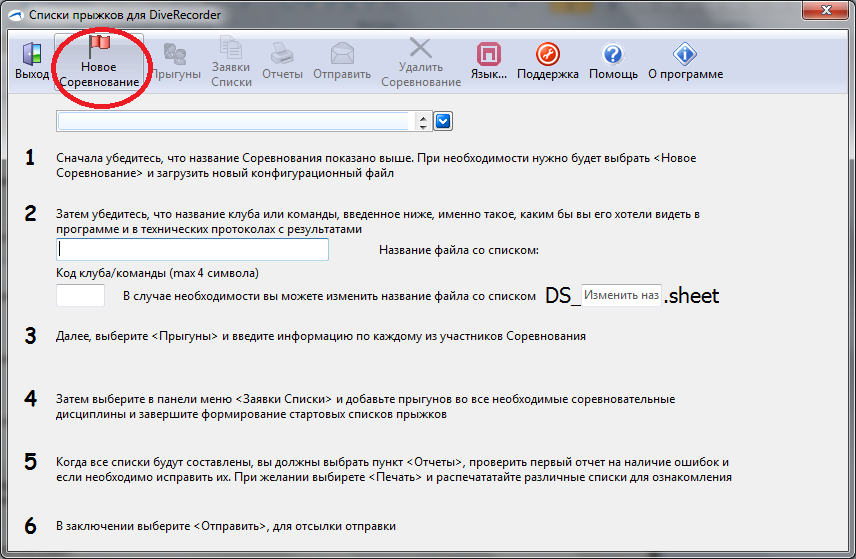 Списки прыжков для DiveRecorder
Выход
Новое
Соревнование
Прыгуны
Заявки
Списки
Отчеты
Отправить
Удалить
Соревнование
Язык...
Поддержка
Помощь
О программе
1 Сначала убедитесь, что название Соревнования показано выше. При необходимости нужно будет выбрать <Новое
Соревнование> и загрузить новый конфигурационный файл
2 Затем убедитесь, что название клуба или команды, введенное ниже, именно такое, каким бы вы его хотели видеть в
программе и в технических протоколах с результатами
Название файла со списком:
Код клуба/команды (max 4 символа)
В случае необходимости вы можете изменить название файла со списком DS_ Изменить наз .sheet
3 Далее, выберите <Прыгуны> и введите информацию по каждому из участников Соревнования
4 Затем выберите в панели меню <Заявки Списки> и добавьте прыгунов во все необходимые соревновательные
дисциплины и завершите формирование стартовых списков прыжков
5 Когда все списки будут составлены, вы должны выбрать пункт <Отчеты>, проверить первый отчет на наличие ошибок и
если необходимо исправить их. При желании выбирете <Печать> и распечататайте различные списки для ознакомления
6 В заключении выберите <Отправить>, для отсылки отправки